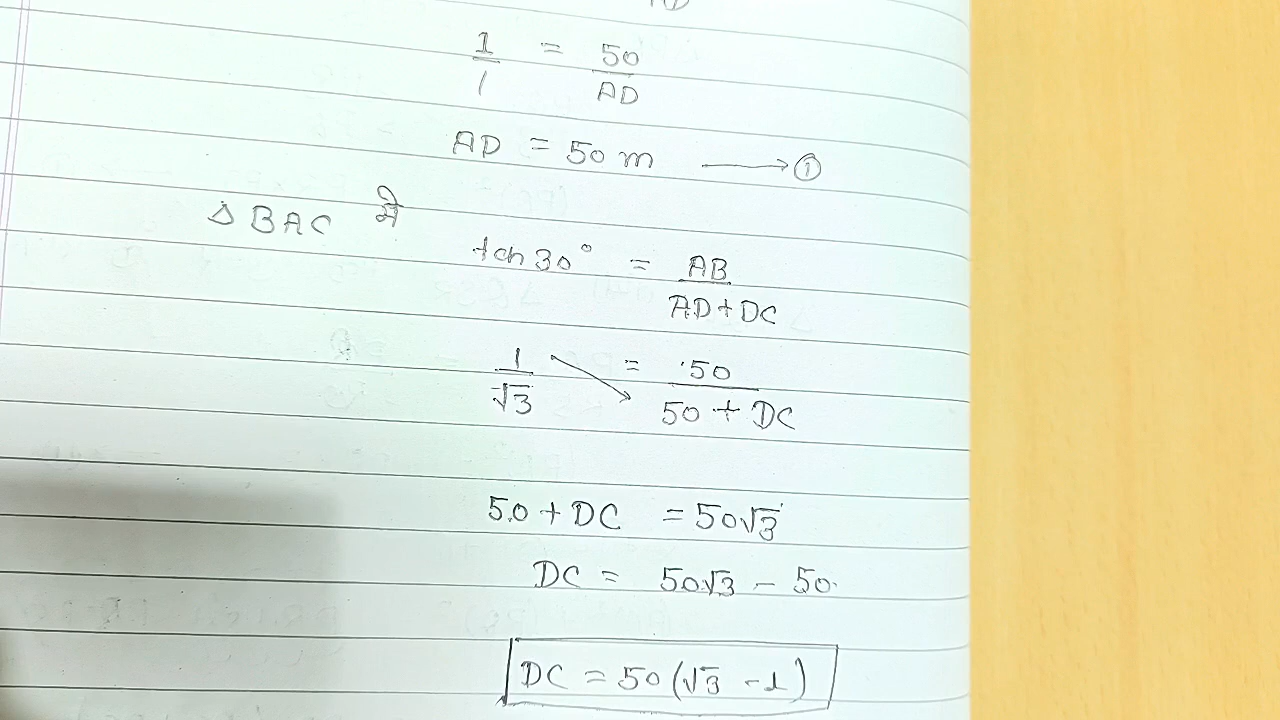 1/1 = 50/AD
AD = 50 m → ①
Δ BAC में
tan 30° = AB/AD+DC
1/√3 = 50/50 + DC
50 + DC = 50√3
DC = 50√3 - 50
DC = 50(√3 - 1)